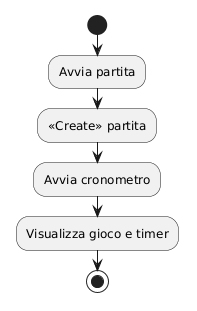 Avvia partita
«Create» partita
Avvia cronometro
Visualizza gioco e timer